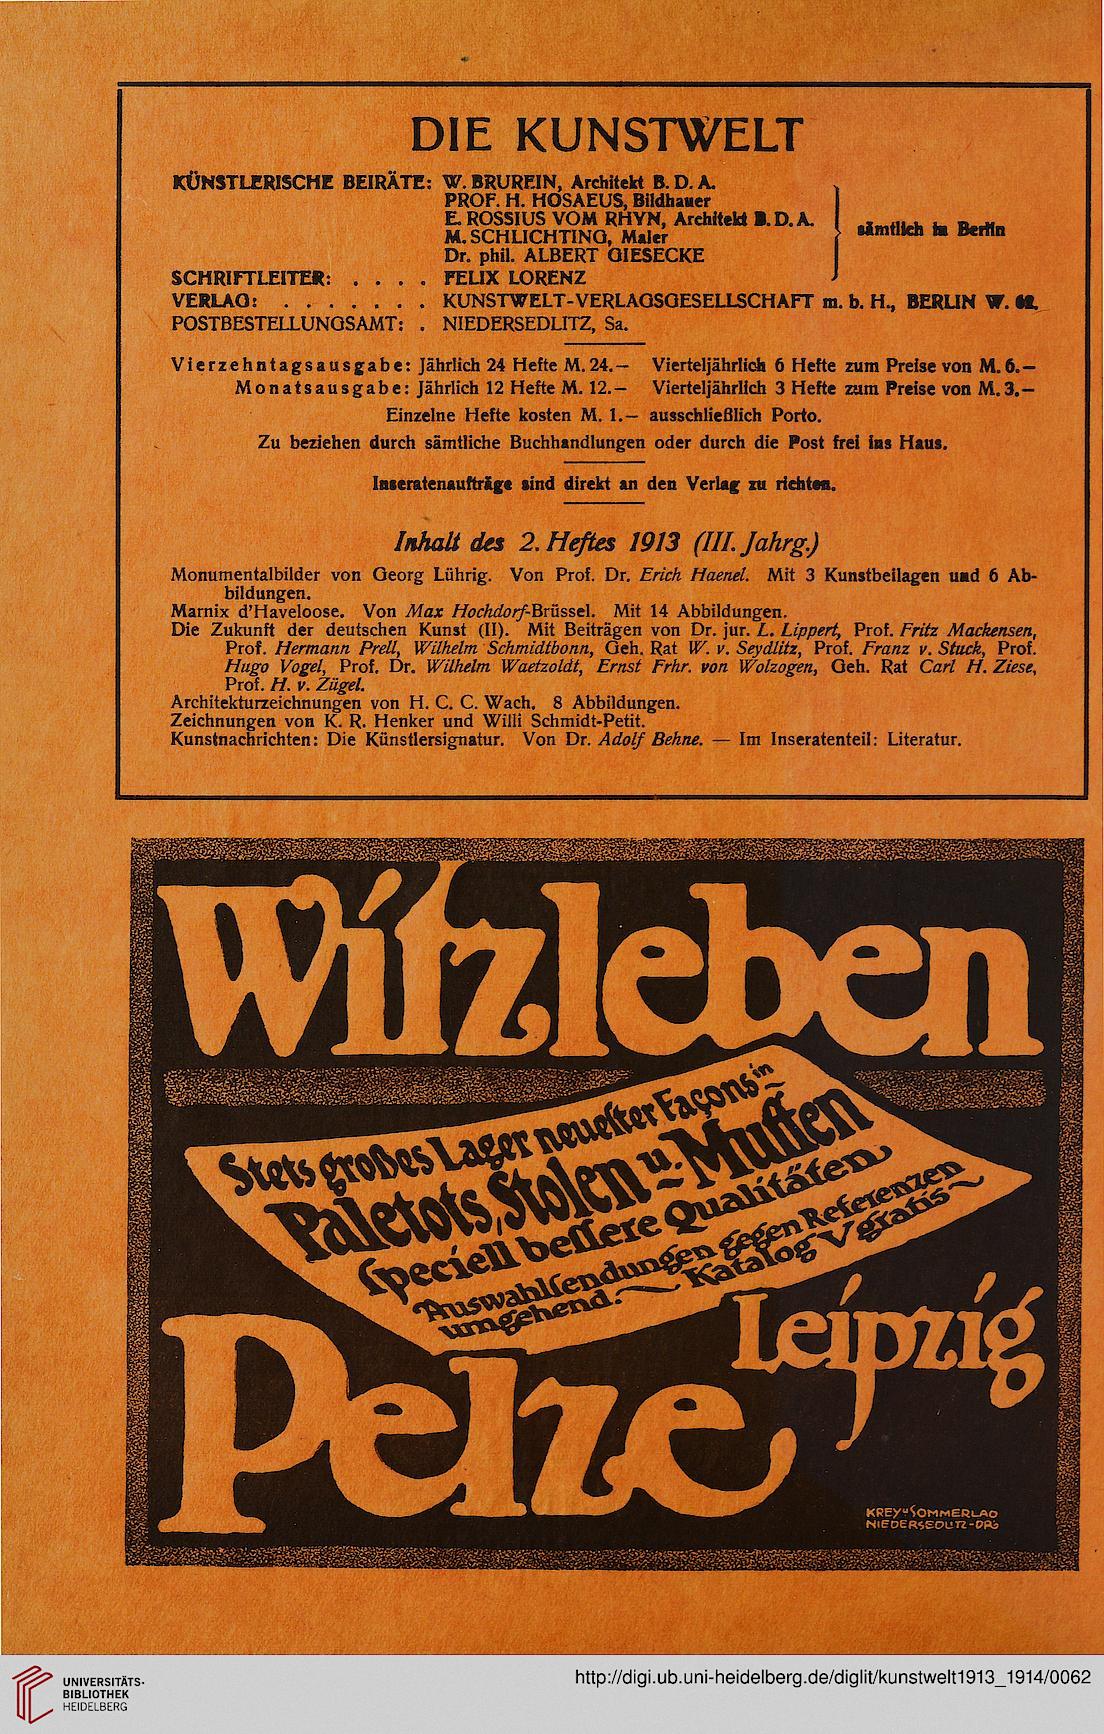 DIE KUNSTWELT
KÜNSTLERISCHE BEIRÄTE: W. BRUREIN, Architekt B. D. A.
PROF. H. HOSAEUS, Bildhauer
E. ROSSIUS VOM RHYN, Architekt B. D. A.
sämtlich in Berlin
M. SCHLICHTING, Maler
Dr. phil. ALBERT GIESECKE
SCHRIFTLEITER: . . . . FELIX LORENZ
VERLAG: . . . . . . . KUNSTWELT-VERLAGSGESELLSCHAFT m. b. H., BERLIN W. 62.
POSTBESTELLUNGSAMT: . NIEDERSEDLITZ, Sa.
Vierzehntagsausgabe: Jährlich 24 Hefte M. 24.— Vierteljährlich 6 Hefte zum Preise von M. 6.—
Monatsausgabe: Jährlich 12 Hefte M. 12.— Vierteljährlich 3 Hefte zum Preise von M. 3.—
Einzelne Hefte kosten M. 1.— ausschließlich Porto.
Zu beziehen durch sämtliche Buchhandlungen oder durch die Post frei ins Haus.
Inseratenaufträge sind direkt an den Verlag zu richten.
Inhalt des 2. Heftes 1913 (III. Jahrg.)
Monumentalbilder von Georg Lührig. Von Prof. Dr. Erich Haenel. Mit 3 Kunstbeilagen und 6 Ab-
bildungen.
Marnix d'Haveloose. Von Max Hochdorf-Brüssel. Mit 14 Abbildungen.
Die Zukunft der deutschen Kunst (II). Mit Beiträgen von Dr. jur. L. Lippert, Prof. Fritz Mackensen,
Prof. Hermann Prell, Wilhelm Schmidtbonn, Geh. Rat W. v. Seydlitz, Prof. Franz v. Stuck, Prof.
Hugo Vogel, Prof. Dr. Wilhelm Waetzoldt, Ernst Frhr. von Wolzogen, Geh. Rat Carl H. Ziese,
Prof. H. v. Zügel.
Architekturzeichnungen von H. C. C. Wach. 8 Abbildungen.
Zeichnungen von K. R. Henker und Willi Schmidt-Petit.
Kunstnachrichten: Die Künstlersignatur. Von Dr. Adolf Behne. — Im Inseratenteil: Literatur.
Witzleben
Stets großes Lager neuester Façons in
Paletots, Stolen u. Muffen
speciell bessere Qualitäten
Auswahlsendungen gegen Referenzen
umgehend. Katalog V gratis
Leipzig
Pelze
KREY U SOMMERLAD
NIEDERSEDLITZ-DR.
UNIVERSITÄTS-
BIBLIOTHEK
HEIDELBERG
http://digi.ub.uni-heidelberg.de/diglit/kunstwelt1913_1914/0062